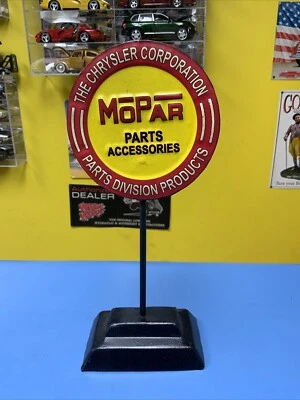 THE CHRYSLER CORPORATION
MOPAR
PARTS
ACCESSORIES
PARTS DIVISION PRODUCTS
DEALER